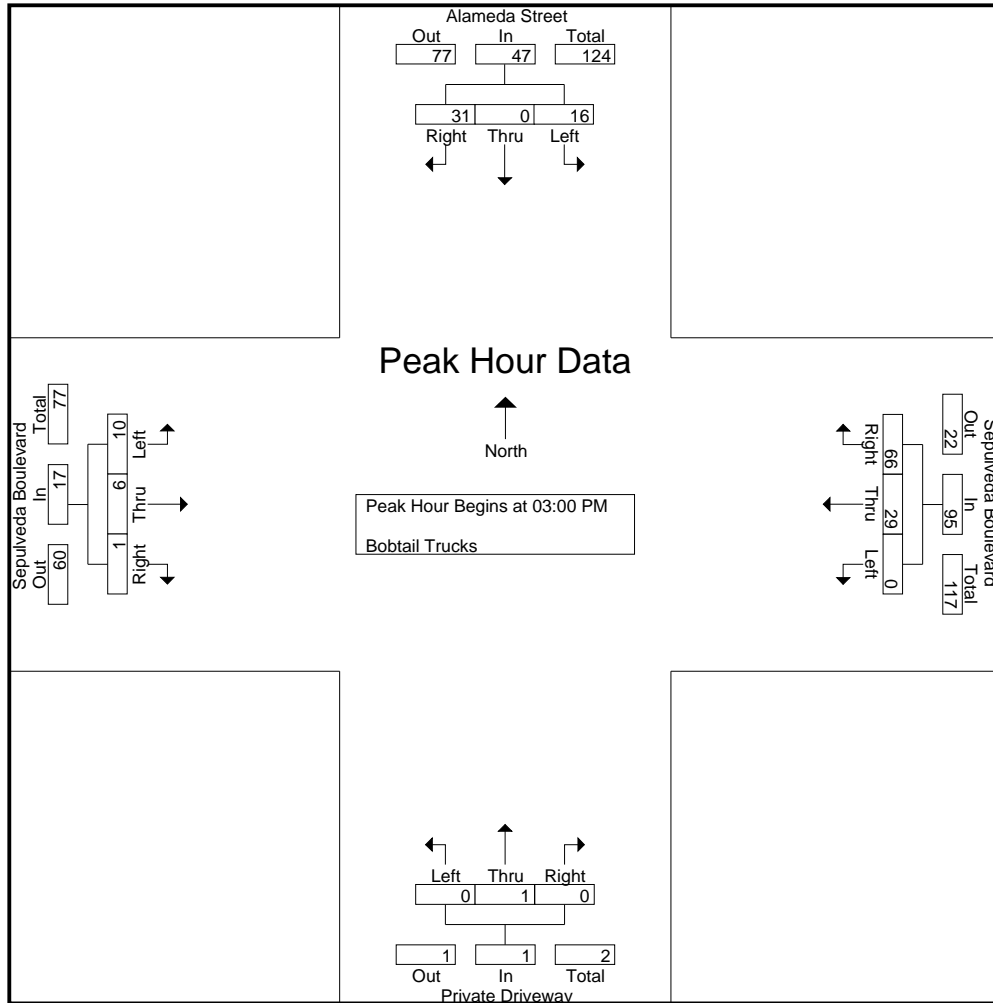 Alameda Street
Out In Total
77 47 124
31 0 16
Right Thru Left
Peak Hour Data
North
Peak Hour Begins at 03:00 PM
Bobtail Trucks
Sepulveda Boulevard
Total In Out
77 17 60
10 6 1
Left Thru Right
Sepulveda Boulevard
Out In Total
22 95 117
66 29 0
Right Thru Left
Left Thru Right
0 1 0
1 1 2
Out In Total
Private Driveway